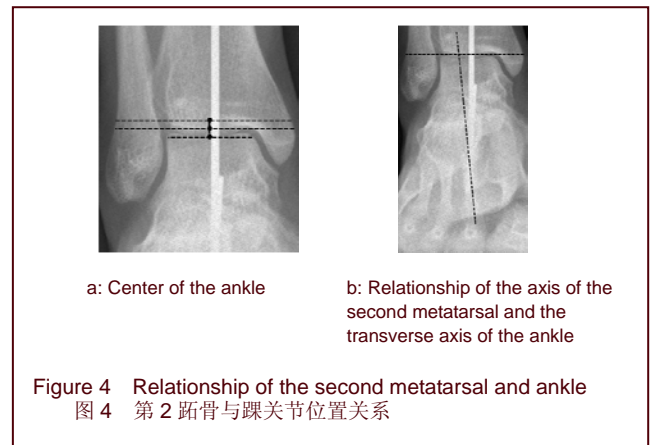 a: Center of the ankle
b: Relationship of the axis of the
second metatarsal and the
transverse axis of the ankle
Figure 4 Relationship of the second metatarsal and ankle
图 4 第 2 跖骨与踝关节位置关系